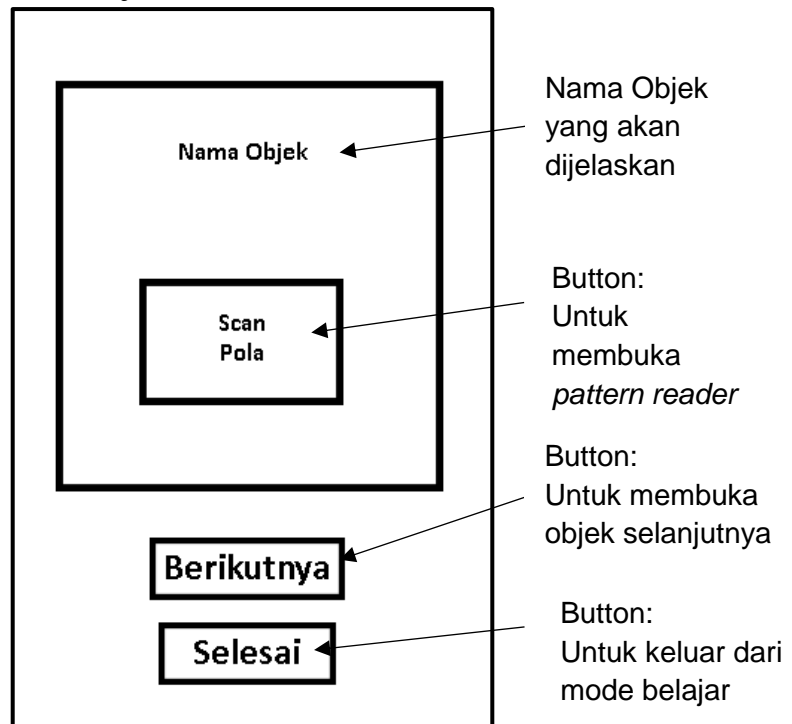 Nama Objek
Scan
Pola
Berikutnya
Selesai
Nama Objek
yang akan
dijelaskan
Button:
Untuk
membuka
pattern reader
Button:
Untuk membuka
objek selanjutnya
Button:
Untuk keluar dari
mode belajar